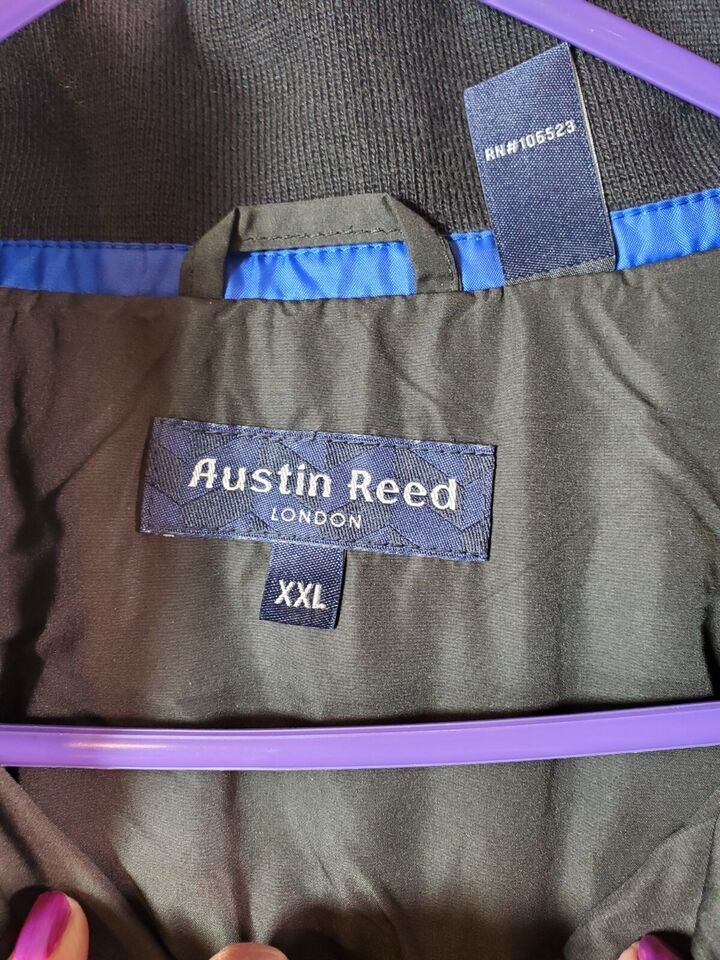 RN#106523
Austin Reed
LONDON
XXL